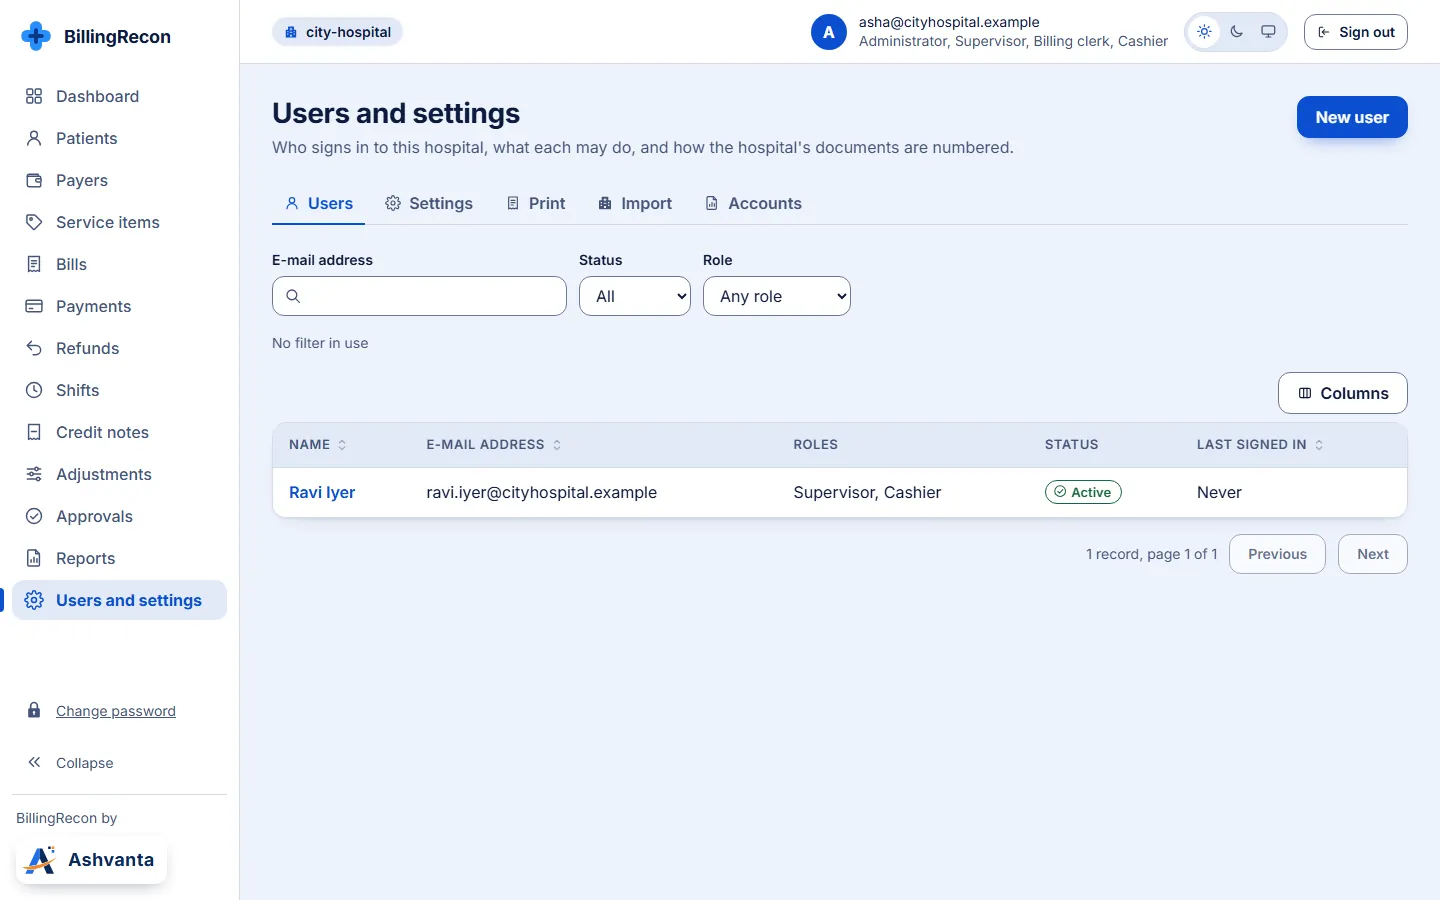 BillingRecon
city-hospital
A
asha@cityhospital.example
Administrator, Supervisor, Billing clerk, Cashier
Sign out
Dashboard
Patients
Payers
Service items
Bills
Payments
Refunds
Shifts
Credit notes
Adjustments
Approvals
Reports
Users and settings
Change password
Collapse
BillingRecon by
Ashvanta
Users and settings
Who signs in to this hospital, what each may do, and how the hospital's documents are numbered.
New user
Users Settings Print Import Accounts
E-mail address Status Role
All Any role
No filter in use
Columns
NAME E-MAIL ADDRESS ROLES STATUS LAST SIGNED IN
Ravi Iyer ravi.iyer@cityhospital.example Supervisor, Cashier Active Never
1 record, page 1 of 1 Previous Next